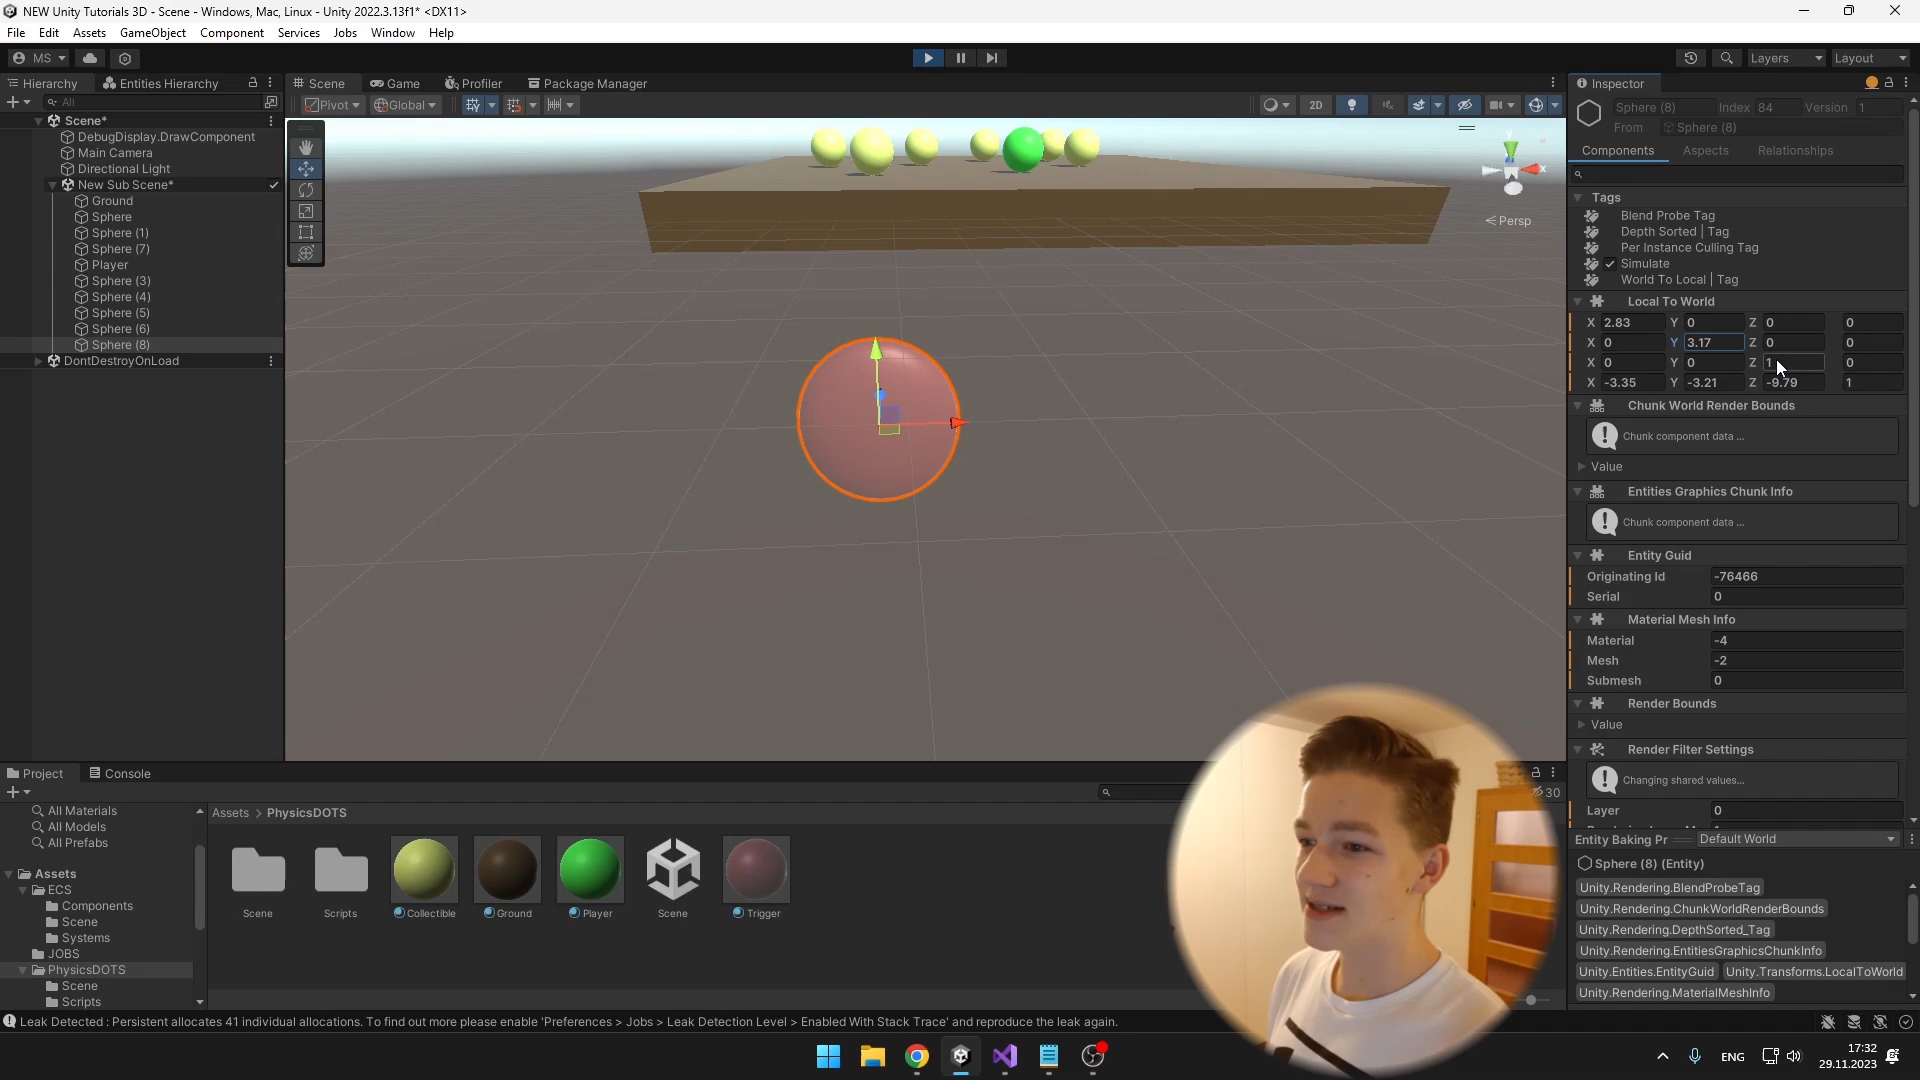 NEW Unity Tutorials 3D - Scene - Windows, Mac, Linux - Unity 2022.3.13f1* <DX11>
File Edit Assets GameObject Component Services Jobs Window Help
MS Layers Layout
Hierarchy Entities Hierarchy
All
Scene*
DebugDisplay.DrawComponent
Main Camera
Directional Light
New Sub Scene*
Ground
Sphere
Sphere (1)
Sphere (7)
Player
Sphere (3)
Sphere (4)
Sphere (5)
Sphere (6)
Sphere (8)
DontDestroyOnLoad
Scene Game Profiler Package Manager
Pivot Global 2D
y
x
Persp
Inspector
Sphere (8) Index 84 Version 1
From Sphere (8)
Components Aspects Relationships
Tags
Blend Probe Tag
Depth Sorted | Tag
Per Instance Culling Tag
Simulate
World To Local | Tag
Local To World
X 2.83 Y 0 Z 0 0
X 0 Y 3.17 Z 0 0
X 0 Y 0 Z 1 0
X -3.35 Y -3.21 Z -9.79 1
Chunk World Render Bounds
Chunk component data ...
Value
Entities Graphics Chunk Info
Chunk component data ...
Entity Guid
Originating Id -76466
Serial 0
Material Mesh Info
Material -4
Mesh -2
Submesh 0
Render Bounds
Value
Render Filter Settings
Changing shared values...
Layer 0
Entity Baking Pr Default World
Sphere (8) (Entity)
Unity.Rendering.BlendProbeTag
Unity.Rendering.ChunkWorldRenderBounds
Unity.Rendering.DepthSorted_Tag
Unity.Rendering.EntitiesGraphicsChunkInfo
Unity.Entities.EntityGuid Unity.Transforms.LocalToWorld
Unity.Rendering.MaterialMeshInfo
Project Console
30
All Materials
All Models
All Prefabs
Assets
ECS
Components
Scene
Systems
JOBS
PhysicsDOTS
Scene
Scripts
Assets > PhysicsDOTS
Scene Scripts Collectible Ground Player Scene Trigger
Leak Detected : Persistent allocates 41 individual allocations. To find out more please enable 'Preferences > Jobs > Leak Detection Level > Enabled With Stack Trace' and reproduce the leak again.
ENG
17:32
29.11.2023